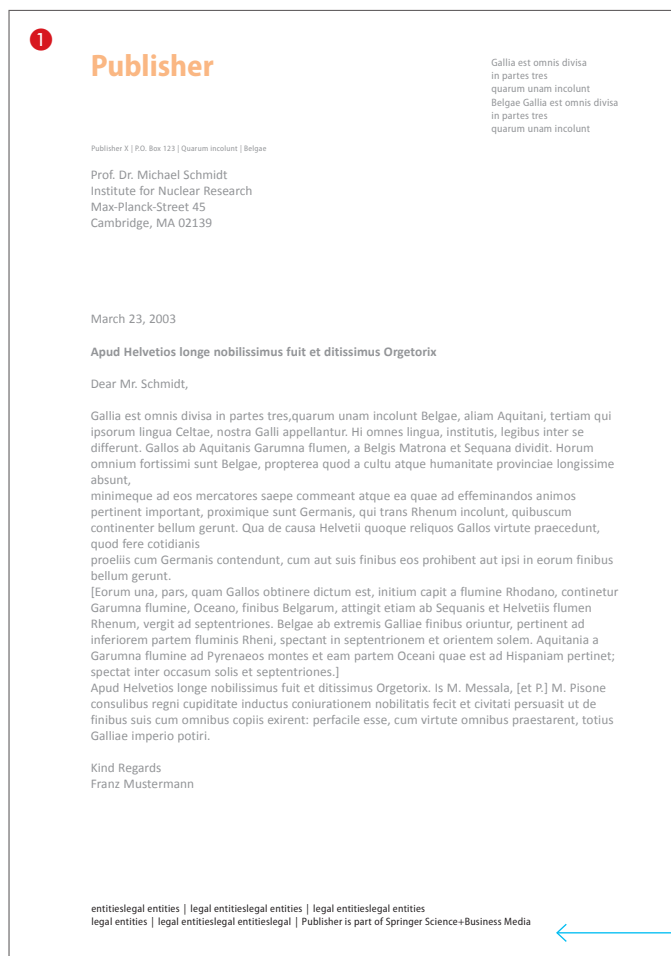 1
Publisher
Gallia est omnis divisa
in partes tres
quarum unam incolunt
Belgae Gallia est omnis divisa
in partes tres
quarum unam incolunt
Publisher X | P.O. Box 123 | Quarum incolunt | Belgae
Prof. Dr. Michael Schmidt
Institute for Nuclear Research
Max-Planck-Street 45
Cambridge, MA 02139
March 23, 2003
Apud Helvetios longe nobilissimus fuit et ditissimus Orgetorix
Dear Mr. Schmidt,
Gallia est omnis divisa in partes tres,quarum unam incolunt Belgae, aliam Aquitani, tertiam qui
ipsorum lingua Celtae, nostra Galli appellantur. Hi omnes lingua, institutis, legibus inter se
differunt. Gallos ab Aquitanis Garumna flumen, a Belgis Matrona et Sequana dividit. Horum
omnium fortissimi sunt Belgae, propterea quod a cultu atque humanitate provinciae longissime
absunt,
minimeque ad eos mercatores saepe commeant atque ea quae ad effeminandos animos
pertinent important, proximique sunt Germanis, qui trans Rhenum incolunt, quibuscum
continenter bellum gerunt. Qua de causa Helvetii quoque reliquos Gallos virtute praecedunt,
quod fere cotidianis
proeliis cum Germanis contendunt, cum aut suis finibus eos prohibent aut ipsi in eorum finibus
bellum gerunt.
[Eorum una, pars, quam Gallos obtinere dictum est, initium capit a flumine Rhodano, continetur
Garumna flumine, Oceano, finibus Belgarum, attingit etiam ab Sequanis et Helvetiis flumen
Rhenum, vergit ad septentriones. Belgae ab extremis Galliae finibus oriuntur, pertinent ad
inferiorem partem fluminis Rheni, spectant in septentrionem et orientem solem. Aquitania a
Garumna flumine ad Pyrenaeos montes et eam partem Oceani quae est ad Hispaniam pertinet;
spectat inter occasum solis et septentriones.]
Apud Helvetios longe nobilissimus fuit et ditissimus Orgetorix. Is M. Messala, [et P.] M. Pisone
consulibus regni cupiditate inductus coniurationem nobilitatis fecit et civitati persuasit ut de
finibus suis cum omnibus copiis exirent: perfacile esse, cum virtute omnibus praestarent, totius
Galliae imperio potiri.
Kind Regards
Franz Mustermann
entitieslegal entities | legal entitieslegal entities | legal entitieslegal entities
legal entities | legal entitieslegal entitieslegal | Publisher is part of Springer Science+Business Media